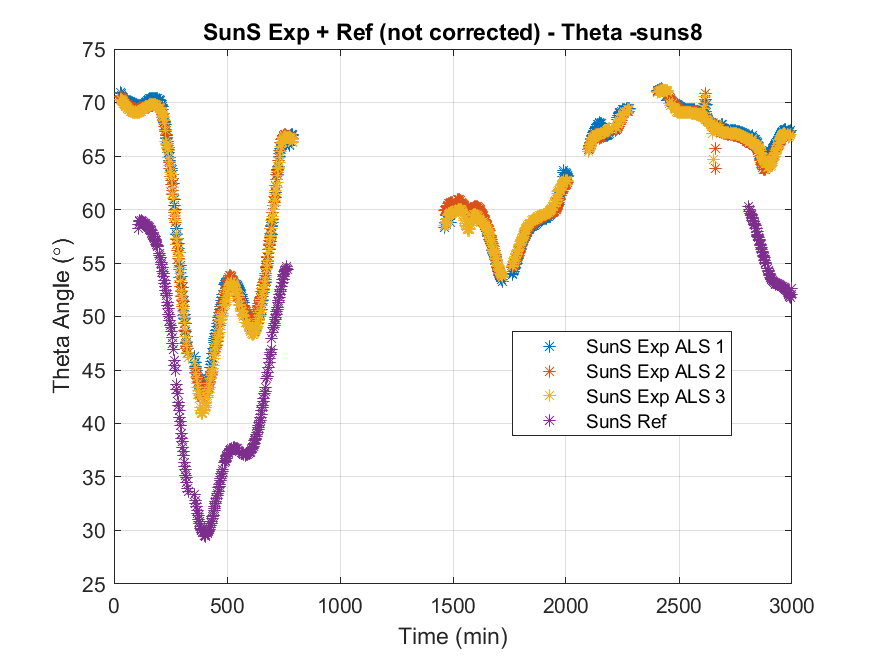 SunS Exp + Ref (not corrected) - Theta -suns8
75
70
65
60
55
50
45
40
35
30
25
Theta Angle (°)
SunS Exp ALS 1
SunS Exp ALS 2
SunS Exp ALS 3
SunS Ref
0 500 1000 1500 2000 2500 3000
Time (min)